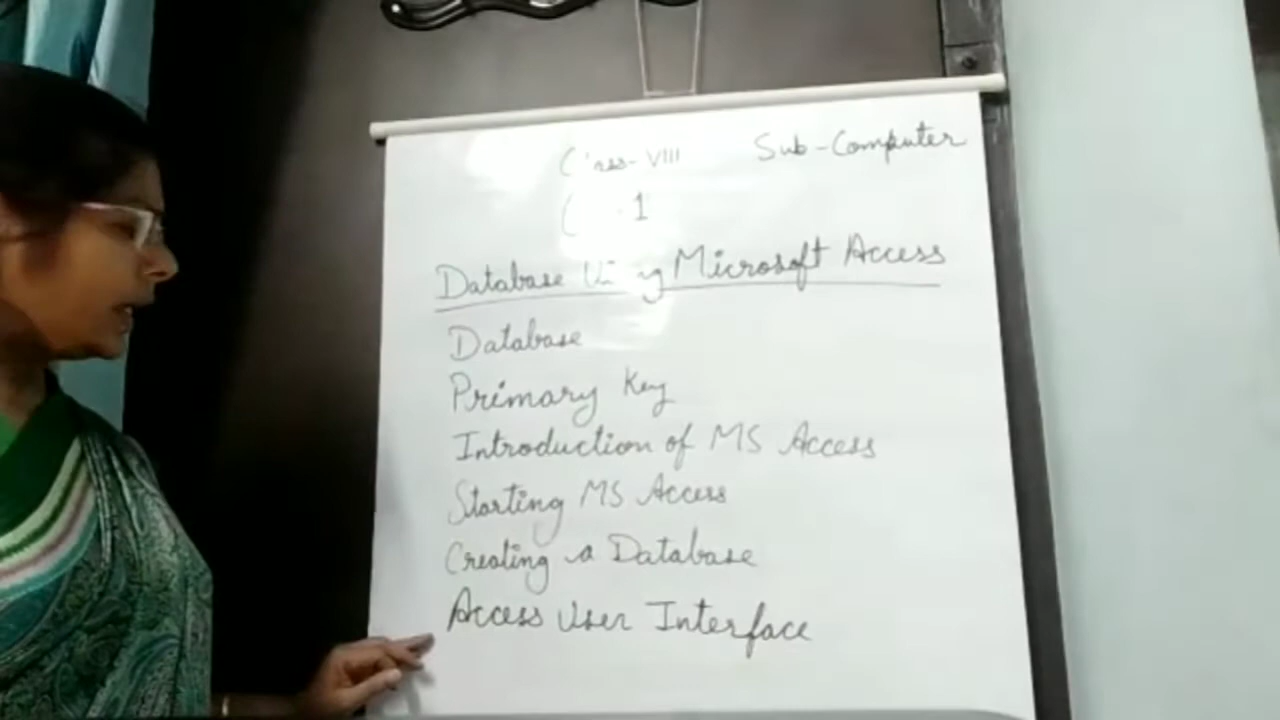 Class-VIII Sub-Computer
1
Database Using Microsoft Access
Database
Primary Key
Introduction of MS Access
Starting MS Access
Creating a Database
Access User Interface